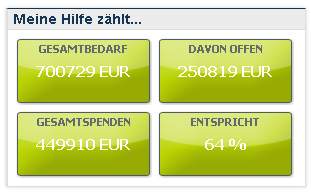 Meine Hilfe zählt...
GESAMTBEDARF
700729 EUR
DAVON OFFEN
250819 EUR
GESAMTSPENDEN
449910 EUR
ENTSPRICHT
64 %